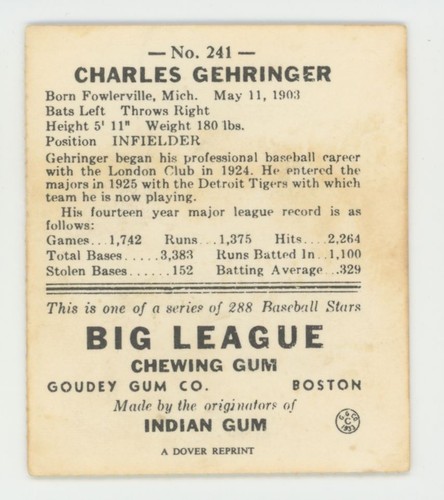 — No. 241 —
CHARLES GEHRINGER
Born Fowlerville, Mich. May 11, 1903
Bats Left Throws Right
Height 5' 11" Weight 180 lbs.
Position INFIELDER
Gehringer began his professional baseball career
with the London Club in 1924. He entered the
majors in 1925 with the Detroit Tigers with which
team he is now playing.
His fourteen year major league record is as
follows:
Games...1,742 Runs...1,375 Hits....2,264
Total Bases.....3,383 Runs Batted In..1,100
Stolen Bases......152 Batting Average..329
This is one of a series of 288 Baseball Stars
BIG LEAGUE
CHEWING GUM
GOUDEY GUM CO. BOSTON
Made by the originators of
INDIAN GUM
C
A DOVER REPRINT